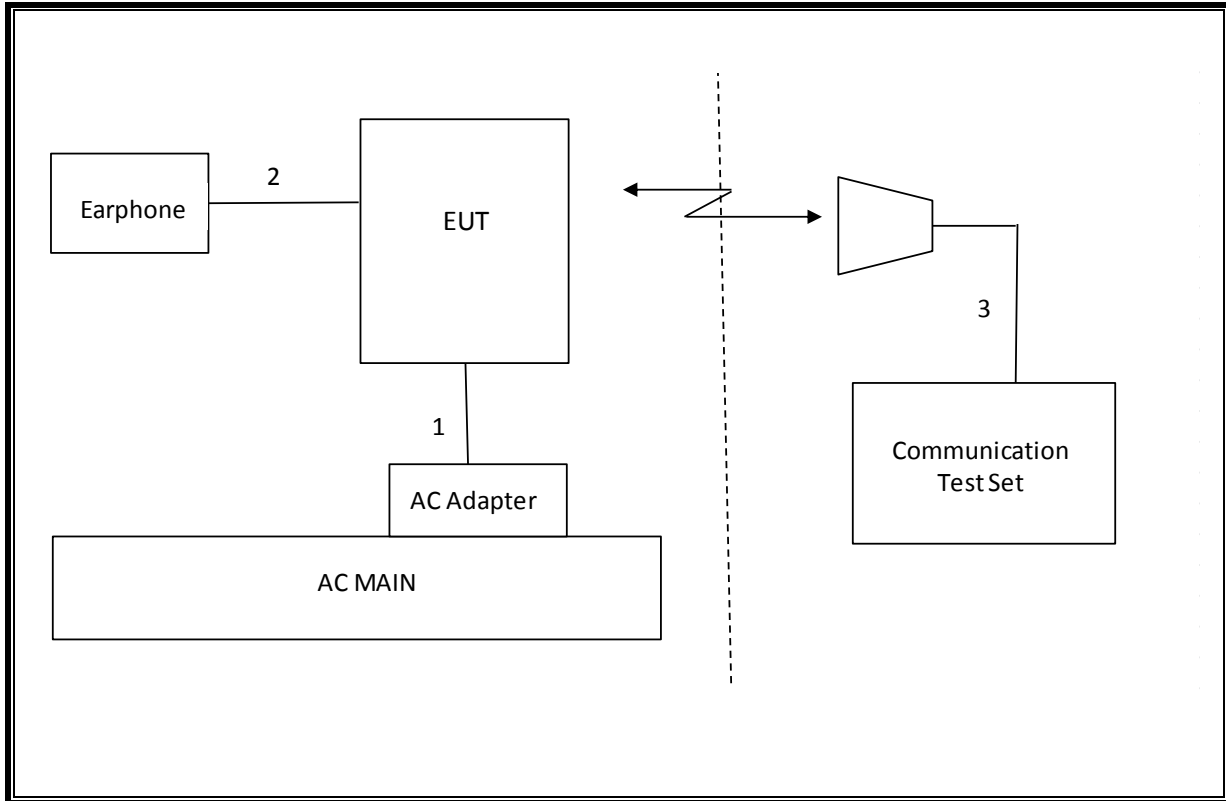 2
Earphone
EUT
3
1
Communication
Test Set
AC Adapter
AC MAIN